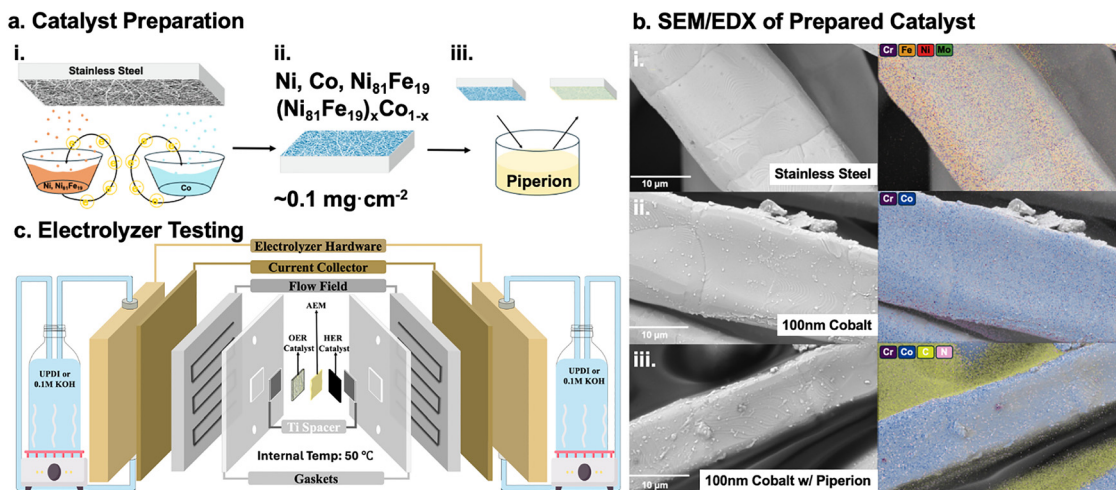 a. Catalyst Preparation
i.
Stainless Steel
Ni, Ni₈₁Fe₁₉
Co
ii.
Ni, Co, Ni₈₁Fe₁₉
(Ni₈₁Fe₁₉)ₓCo₁₋ₓ
~0.1 mg·cm⁻²
iii.
Piperion
b. SEM/EDX of Prepared Catalyst
i.
Cr Fe Ni Mo
10 µm
Stainless Steel
ii.
Cr Co
10 µm
100nm Cobalt
iii.
Cr Co C N
10 µm
100nm Cobalt w/ Piperion
c. Electrolyzer Testing
Electrolyzer Hardware
Current Collector
Flow Field
AEM
OER
Catalyst
HER
Catalyst
Ti Spacer
Internal Temp: 50 ℃
Gaskets
UPDI or
0.1M KOH
UPDI or
0.1M KOH